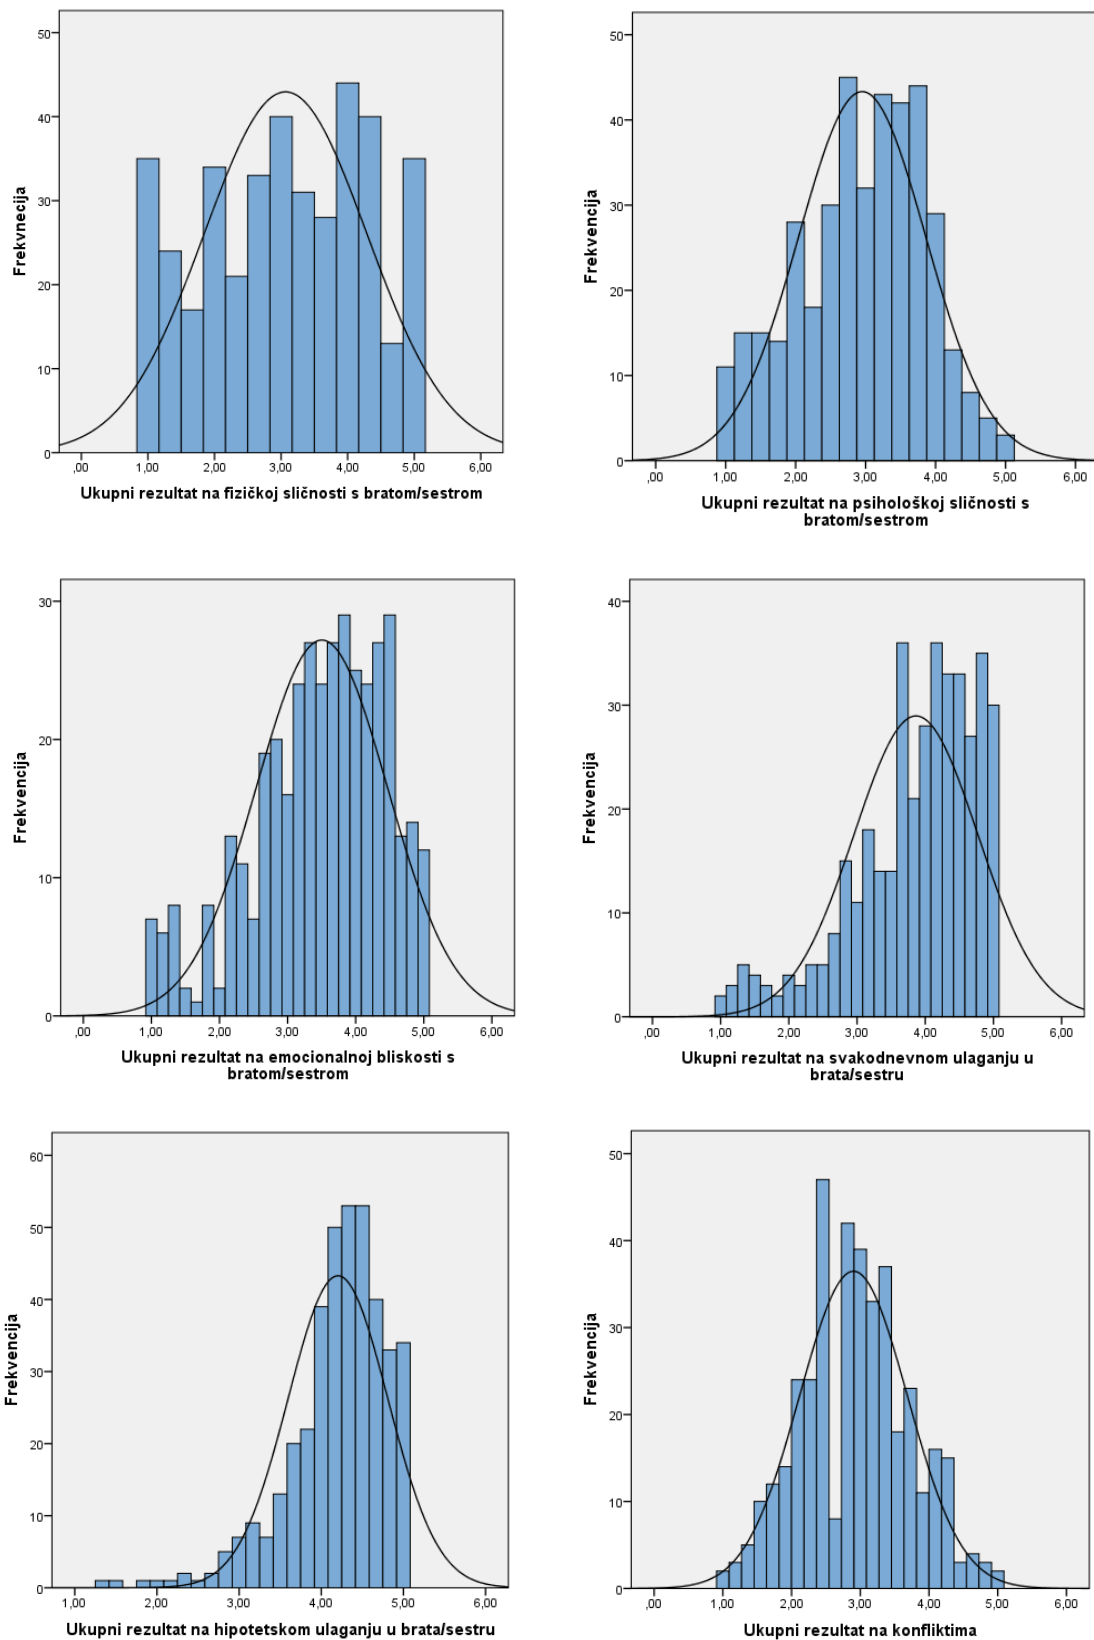 50
40
30
20
10
0
Frekvnecija
,00 1,00 2,00 3,00 4,00 5,00 6,00
Ukupni rezultat na fizičkoj sličnosti s bratom/sestrom
50
40
30
20
10
0
Frekvencija
,00 1,00 2,00 3,00 4,00 5,00 6,00
Ukupni rezultat na psihološkoj sličnosti s
bratom/sestrom
30
20
10
0
Frekvencija
,00 1,00 2,00 3,00 4,00 5,00 6,00
Ukupni rezultat na emocionalnoj bliskosti s
bratom/sestrom
40
30
20
10
0
Frekvencija
,00 1,00 2,00 3,00 4,00 5,00 6,00
Ukupni rezultat na svakodnevnom ulaganju u
brata/sestru
60
50
40
30
20
10
0
Frekvencija
,00 1,00 2,00 3,00 4,00 5,00 6,00
Ukupni rezultat na hipotetskom ulaganju u brata/sestru
50
40
30
20
10
0
Frekvencija
,00 1,00 2,00 3,00 4,00 5,00 6,00
Ukupni rezultat na konfliktima